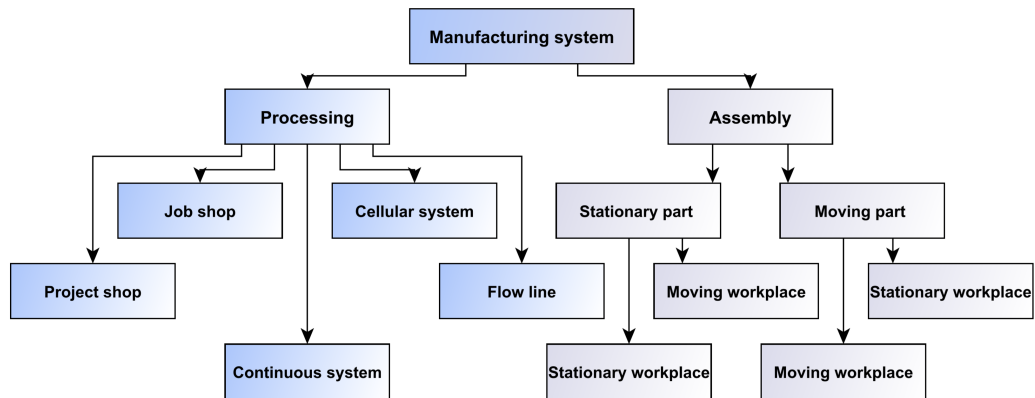 Manufacturing system
Processing
Assembly
Job shop
Cellular system
Stationary part
Moving part
Project shop
Flow line
Moving workplace
Stationary workplace
Continuous system
Stationary workplace
Moving workplace